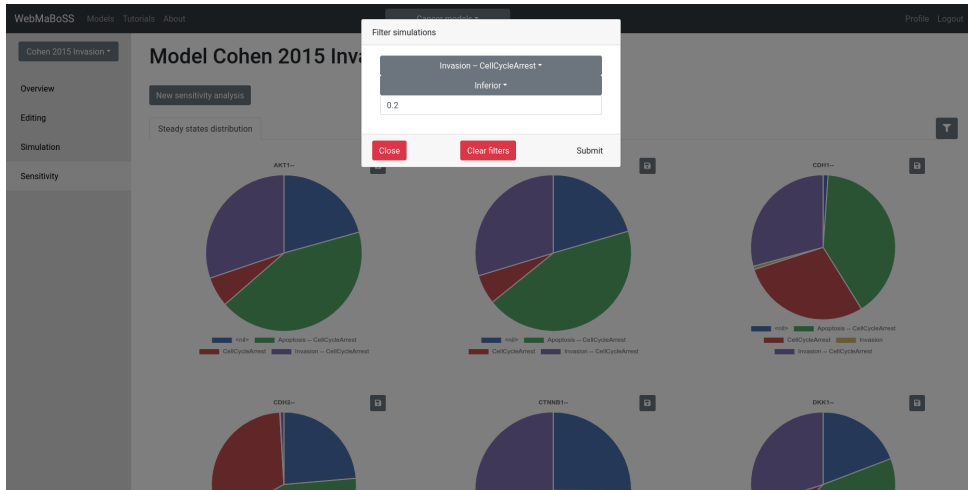 WebMaBoSS Models Tutorials About Cancer models Profile Logout
Filter simulations
Cohen 2015 Invasion
Model Cohen 2015 Inva
Invasion -- CellCycleArrest
Overview
Inferior
New sensitivity analysis
0.2
Editing
Steady states distribution
Simulation
Close Clear filters Submit
Sensitivity
AKT1-- CDH1--
<nil> Apoptosis -- CellCycleArrest
CellCycleArrest Invasion -- CellCycleArrest
<nil> Apoptosis -- CellCycleArrest
CellCycleArrest Invasion -- CellCycleArrest
<nil> Apoptosis -- CellCycleArrest
CellCycleArrest Invasion
Invasion -- CellCycleArrest
CDH2-- CTNNB1-- DKK1--